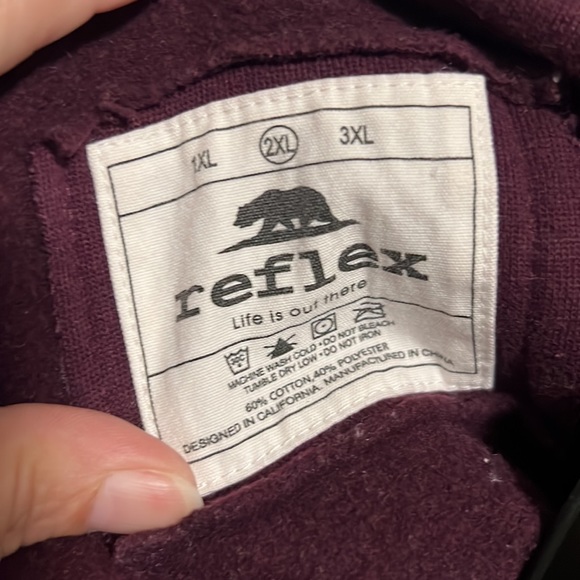 1XL 2XL 3XL
reflex
Life is out there
MACHINE WASH COLD • DO NOT BLEACH
TUMBLE DRY LOW • DO NOT IRON
60% COTTON, 40% POLYESTER
DESIGNED IN CALIFORNIA. MANUFACTURED IN CHINA